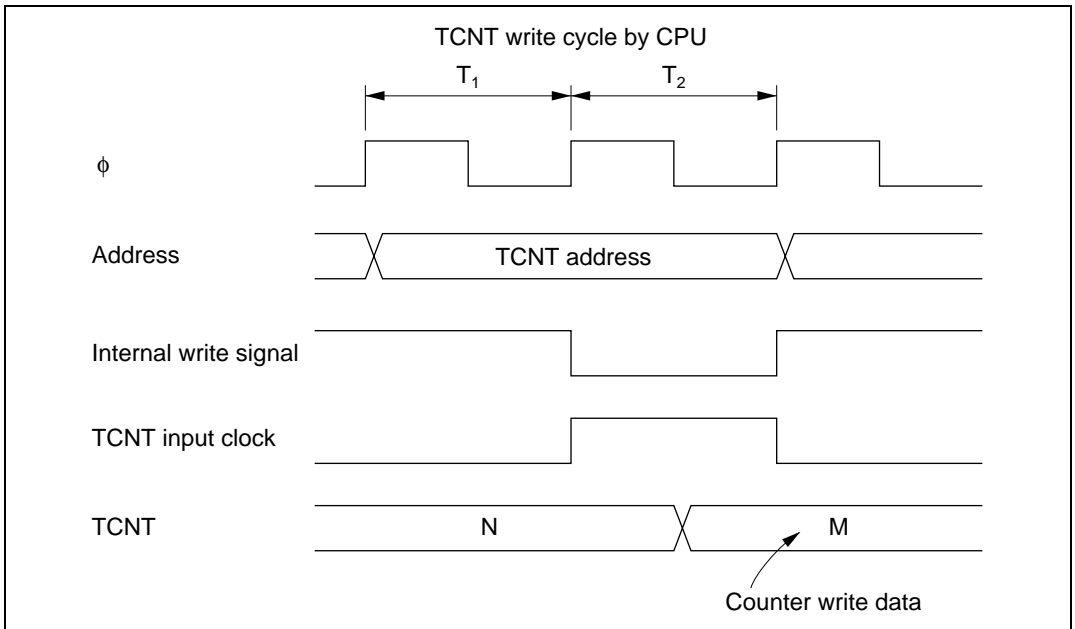 TCNT write cycle by CPU
T₁ T₂
ϕ
Address TCNT address
Internal write signal
TCNT input clock
TCNT N M
Counter write data